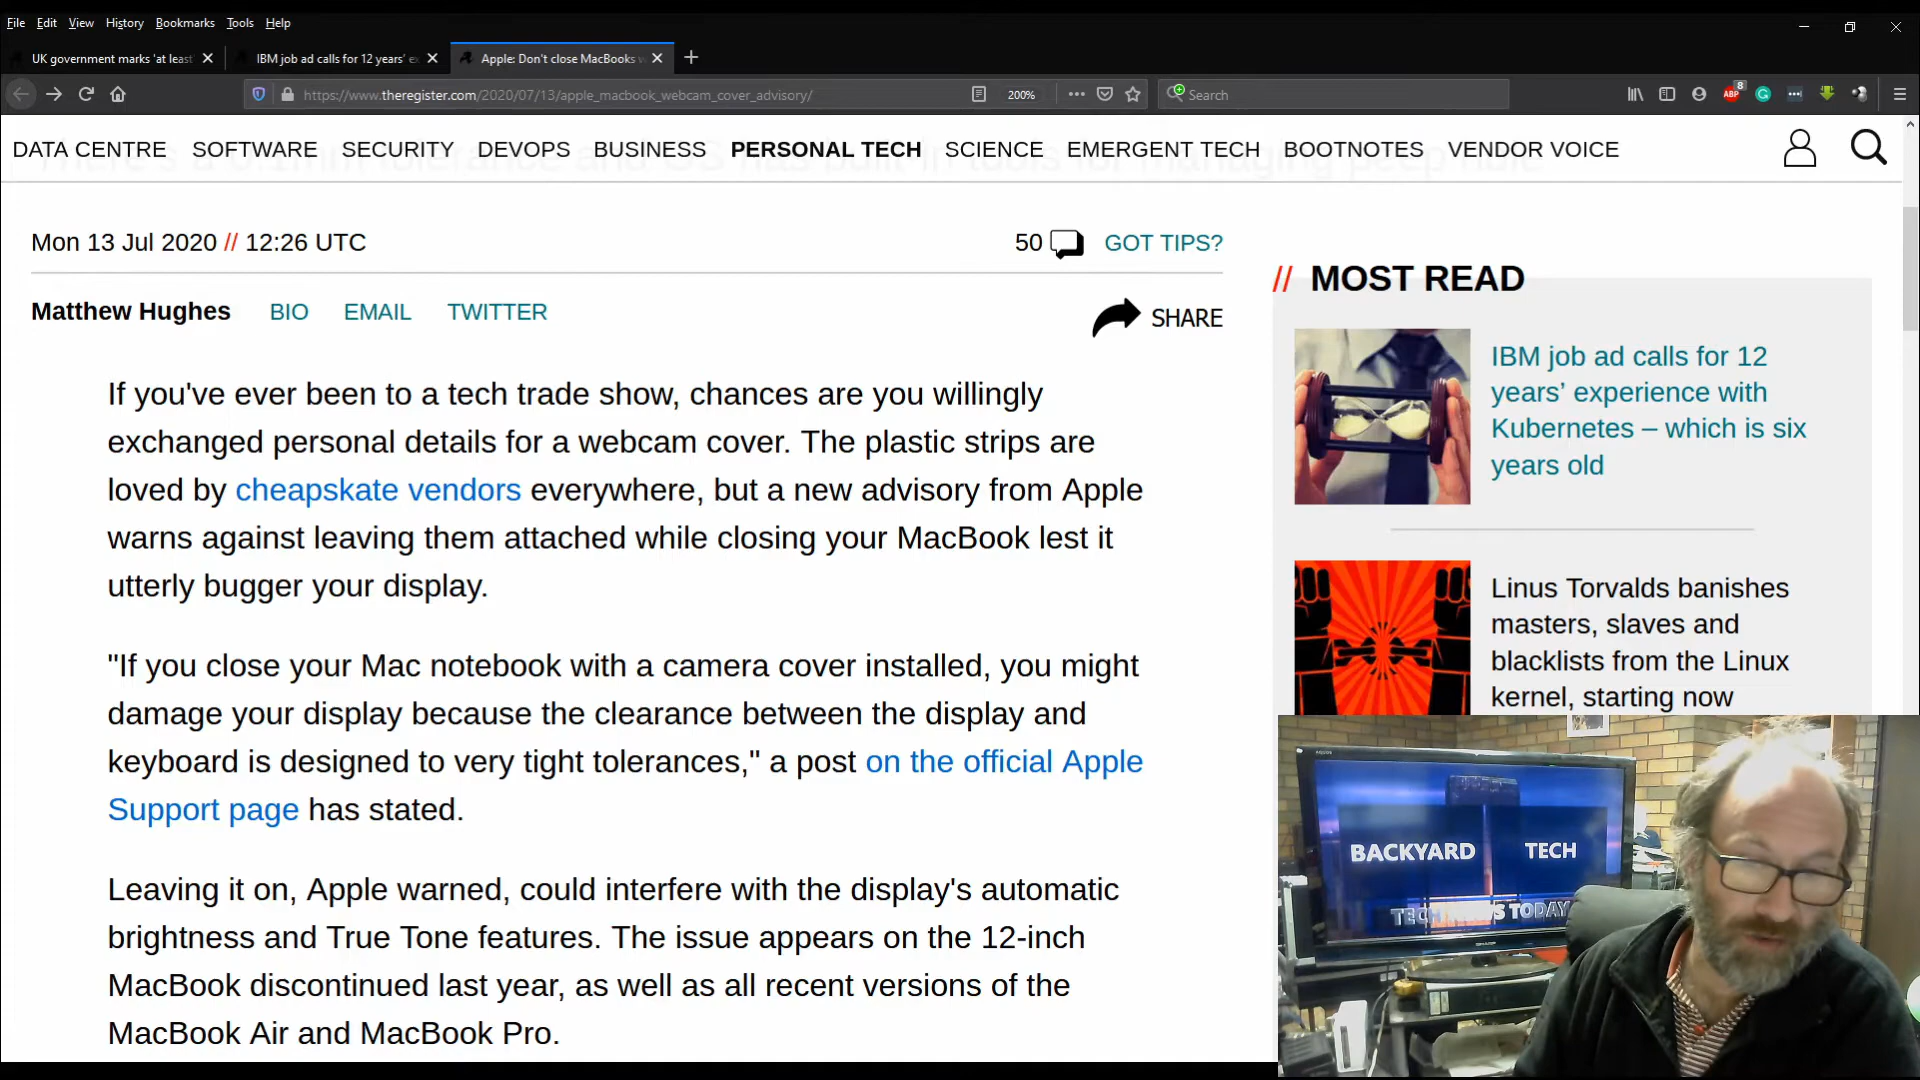 File Edit View History Bookmarks Tools Help
UK government marks 'at least
IBM job ad calls for 12 years' e
Apple: Don't close MacBooks w
https://www.theregister.com/2020/07/13/apple_macbook_webcam_cover_advisory/
200%
Search
ABP
8
DATA CENTRE SOFTWARE SECURITY DEVOPS BUSINESS PERSONAL TECH SCIENCE EMERGENT TECH BOOTNOTES VENDOR VOICE
Mon 13 Jul 2020 // 12:26 UTC
50
GOT TIPS?
Matthew Hughes BIO EMAIL TWITTER
SHARE
If you've ever been to a tech trade show, chances are you willingly
exchanged personal details for a webcam cover. The plastic strips are
loved by cheapskate vendors everywhere, but a new advisory from Apple
warns against leaving them attached while closing your MacBook lest it
utterly bugger your display.
"If you close your Mac notebook with a camera cover installed, you might
damage your display because the clearance between the display and
keyboard is designed to very tight tolerances," a post on the official Apple
Support page has stated.
Leaving it on, Apple warned, could interfere with the display's automatic
brightness and True Tone features. The issue appears on the 12-inch
MacBook discontinued last year, as well as all recent versions of the
MacBook Air and MacBook Pro.
// MOST READ
IBM job ad calls for 12
years' experience with
Kubernetes – which is six
years old
Linus Torvalds banishes
masters, slaves and
blacklists from the Linux
kernel, starting now
BACKYARD TECH
TECH NEWS TODAY
SHARP